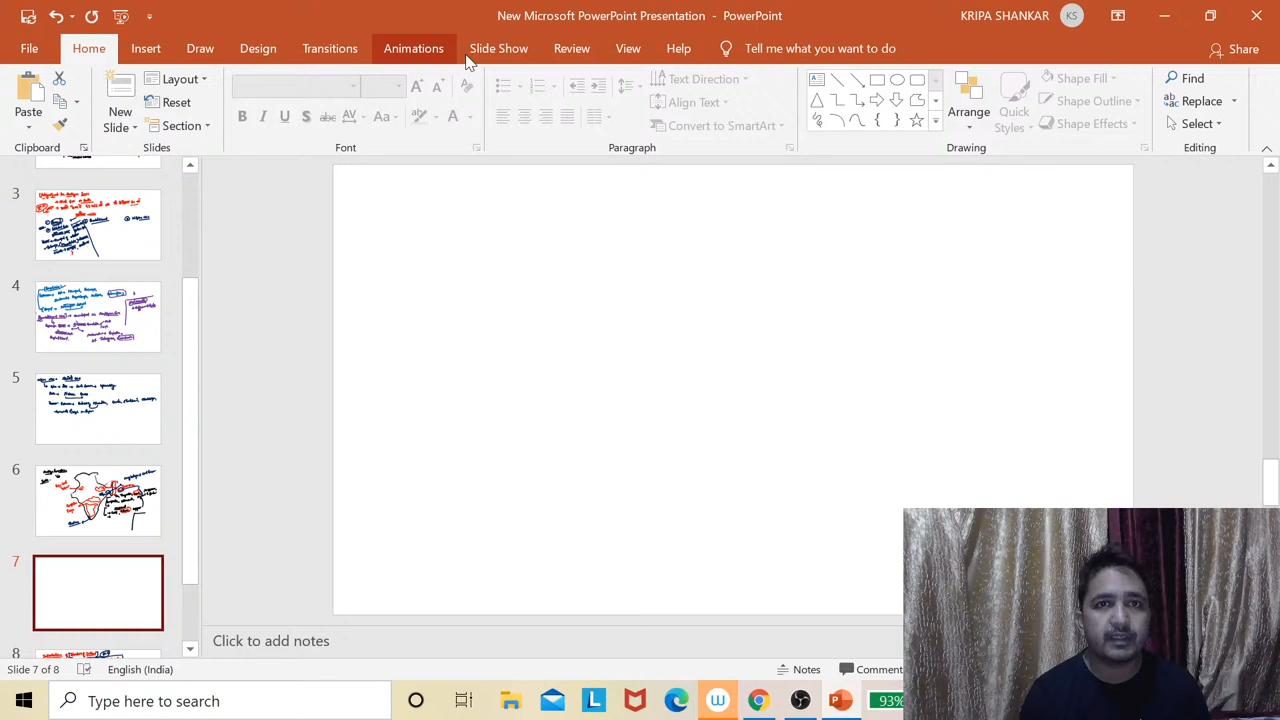 New Microsoft PowerPoint Presentation - PowerPoint
KRIPA SHANKAR
KS
File
Home
Insert
Draw
Design
Transitions
Animations
Slide Show
Review
View
Help
Tell me what you want to do
Share
Paste
Clipboard
New
Slide
Layout
Reset
Section
Slides
B I U S abc AV Aa A
Font
Text Direction
Align Text
Convert to SmartArt
Paragraph
Arrange
Quick
Styles
Shape Fill
Shape Outline
Shape Effects
Drawing
Find
Replace
Select
Editing
3
4
5
6
7
8
Click to add notes
Slide 7 of 8
English (India)
Notes
Comment
Type here to search
93%